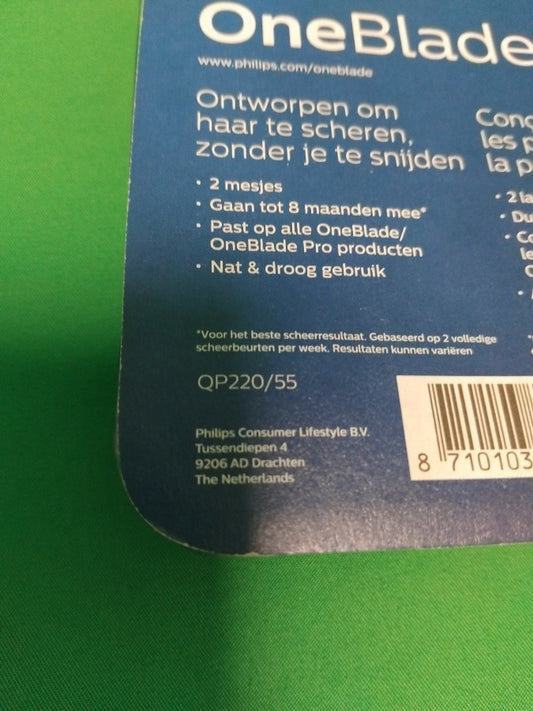 OneBlade
www.philips.com/oneblade
Ontworpen om
haar te scheren,
zonder je te snijden
• 2 mesjes
• Gaan tot 8 maanden mee*
• Past op alle OneBlade/
OneBlade Pro producten
• Nat & droog gebruik
*Voor het beste scheerresultaat. Gebaseerd op 2 volledige
scheerbeurten per week. Resultaten kunnen variëren
QP220/55
Philips Consumer Lifestyle B.V.
Tussendiepen 4
9206 AD Drachten
The Netherlands
les
la
• 2
8 710103